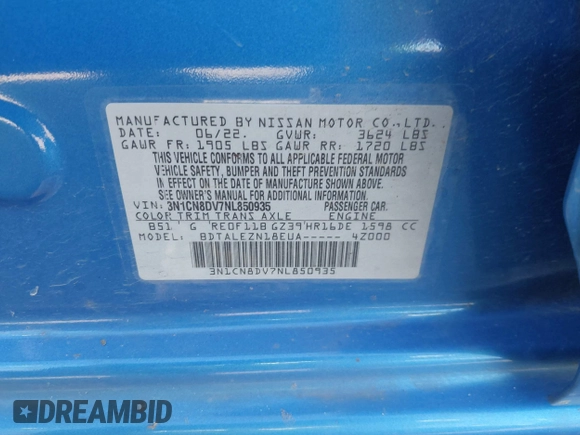 MANUFACTURED BY NISSAN MOTOR CO., LTD.
DATE: 06/22. GVWR: 3624 LBS
GAWR FR: 1905 LBS GAWR RR: 1720 LBS
THIS VEHICLE CONFORMS TO ALL APPLICABLE FEDERAL MOTOR
VEHICLE SAFETY, BUMPER AND THEFT PREVENTION STANDARDS
IN EFFECT ON THE DATE OF MANUFACTURE SHOWN ABOVE.
SEE OWNER'S MANUAL FOR ADDITIONAL INFORMATION.
VIN: 3N1CN8DV7NL850935 PASSENGER CAR.
COLOR TRIM TRANS AXLE ENGINE
B51 G RE0F11B GZ39 HR16DE 1598 CC
MODEL: BDTALEZN18EUA----- 4Z000
3N1CN8DV7NL850935
DREAMBID